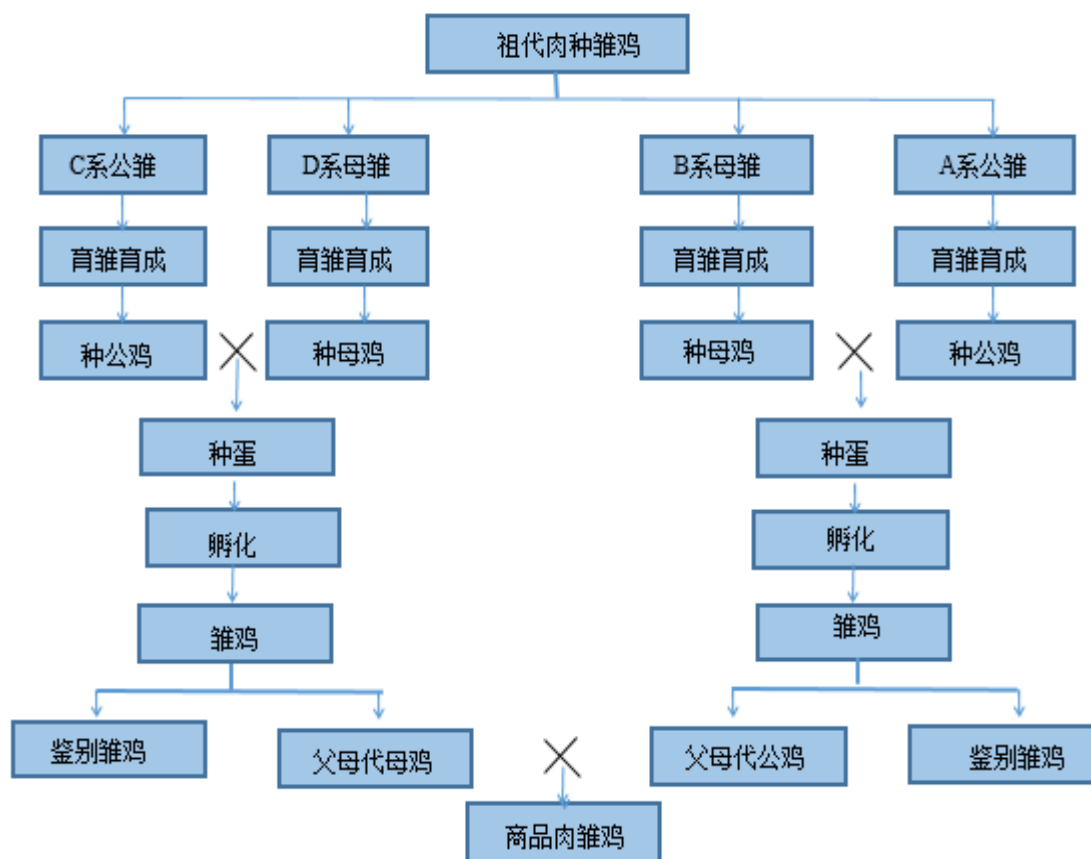 祖代肉种雏鸡
C系公雏
D系母雏
B系母雏
A系公雏
育雏育成
育雏育成
育雏育成
育雏育成
种公鸡
种母鸡
种母鸡
种公鸡
种蛋
种蛋
孵化
孵化
雏鸡
雏鸡
鉴别雏鸡
父母代母鸡
父母代公鸡
鉴别雏鸡
商品肉雏鸡